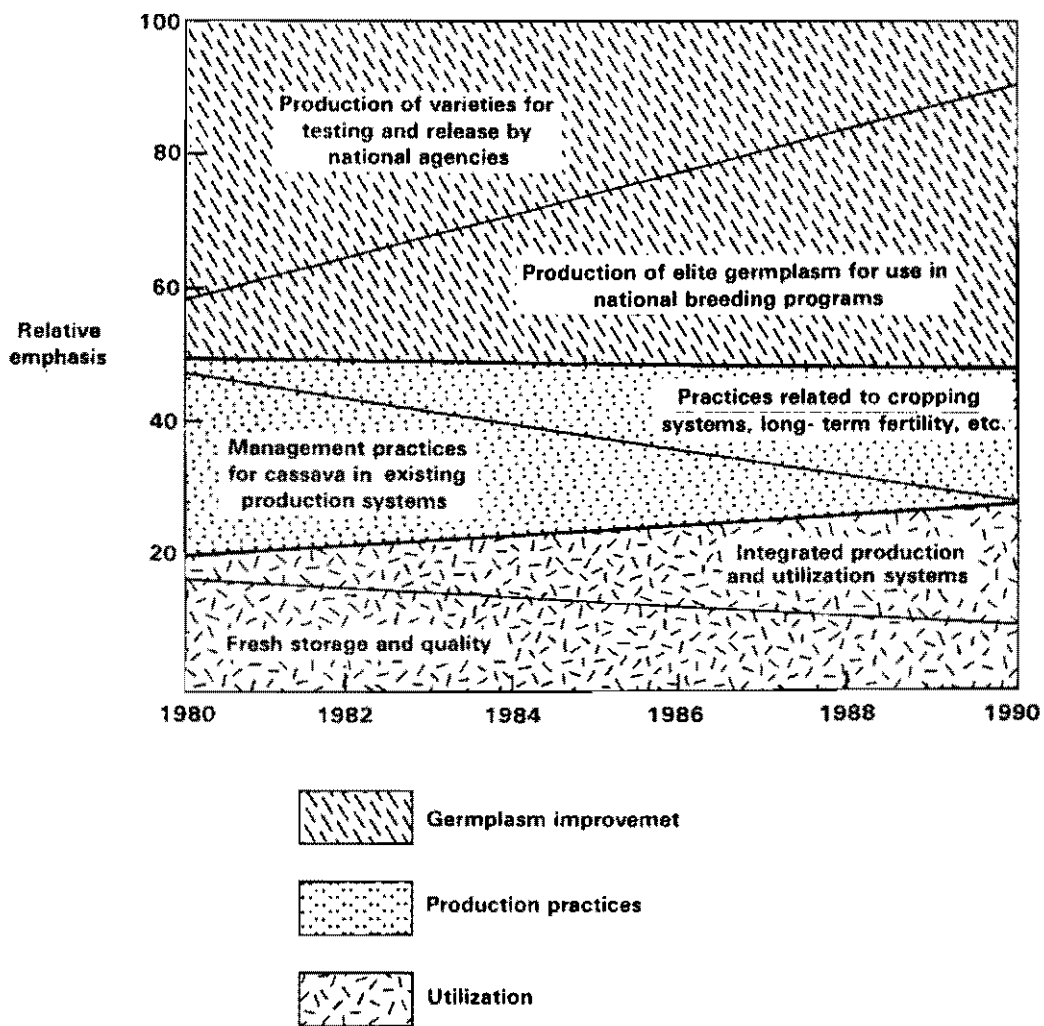 100
80
60
40
20
Relative
emphasis
Production of varieties for
testing and release by
national agencies
Production of elite germplasm for use in
national breeding programs
Practices related to cropping
systems, long- term fertility, etc.
Management practices
for cassava in existing
production systems
Integrated production
and utilization systems
Fresh storage and quality
1980 1982 1984 1986 1988 1990
Germplasm improvemet
Production practices
Utilization